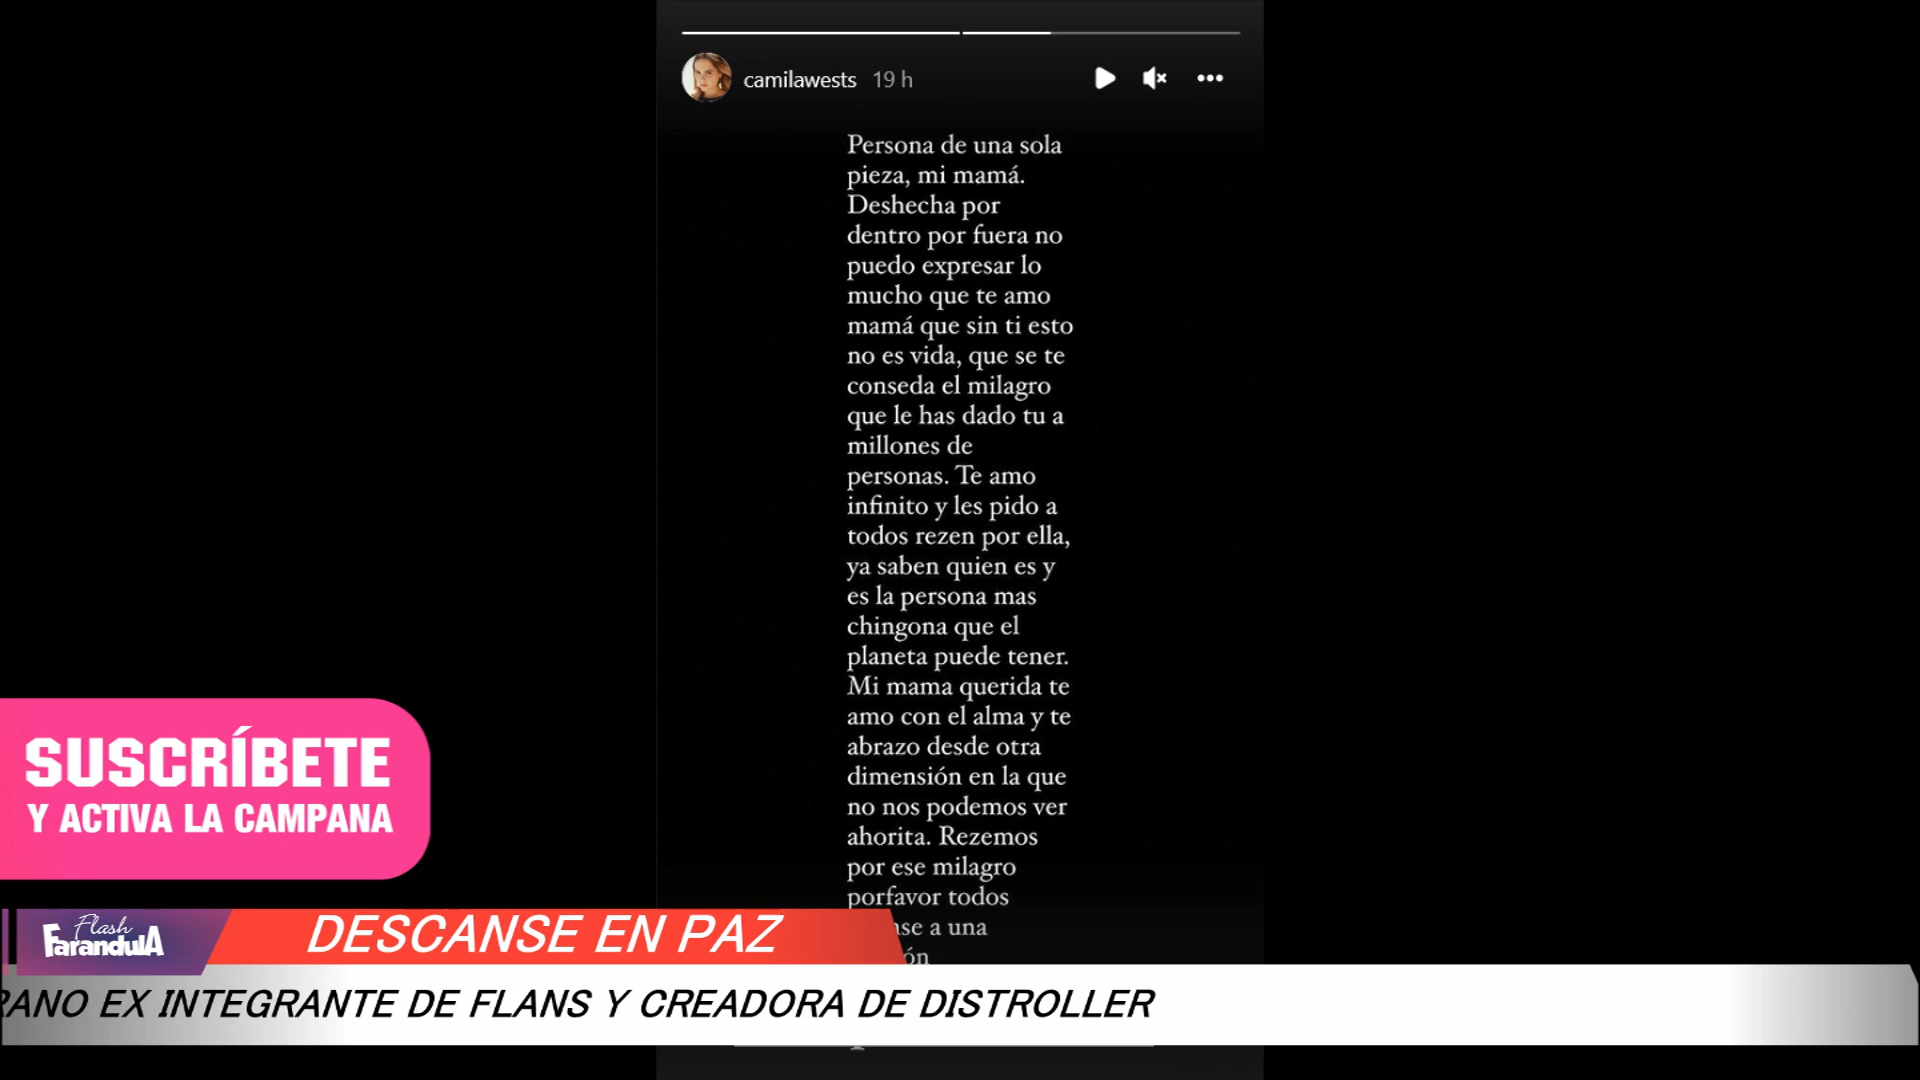 camilawests 19 h
Persona de una sola
pieza, mi mamá.
Deshecha por
dentro por fuera no
puedo expresar lo
mucho que te amo
mamá que sin ti esto
no es vida, que se te
conseda el milagro
que le has dado tu a
millones de
personas. Te amo
infinito y les pido a
todos rezen por ella,
ya saben quien es y
es la persona mas
chingona que el
planeta puede tener.
Mi mama querida te
amo con el alma y te
abrazo desde otra
dimensión en la que
no nos podemos ver
ahorita. Rezemos
por ese milagro
porfavor todos
a una
SUSCRÍBETE
Y ACTIVA LA CAMPANA
Flash
FarandulA
DESCANSE EN PAZ
EX INTEGRANTE DE FLANS Y CREADORA DE DISTROLLER